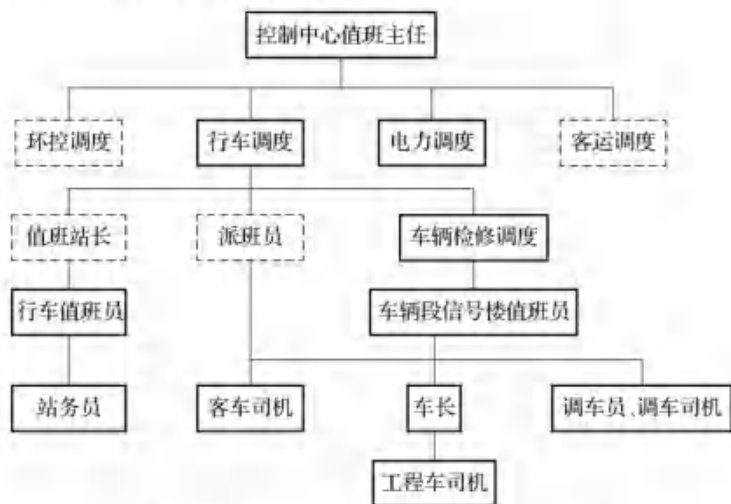 控制中心值班主任
环控调度
行车调度
电力调度
客运调度
值班站长
派班员
车辆检修调度
行车值班员
车辆段信号楼值班员
站务员
客车司机
车长
调车员、调车司机
工程车司机